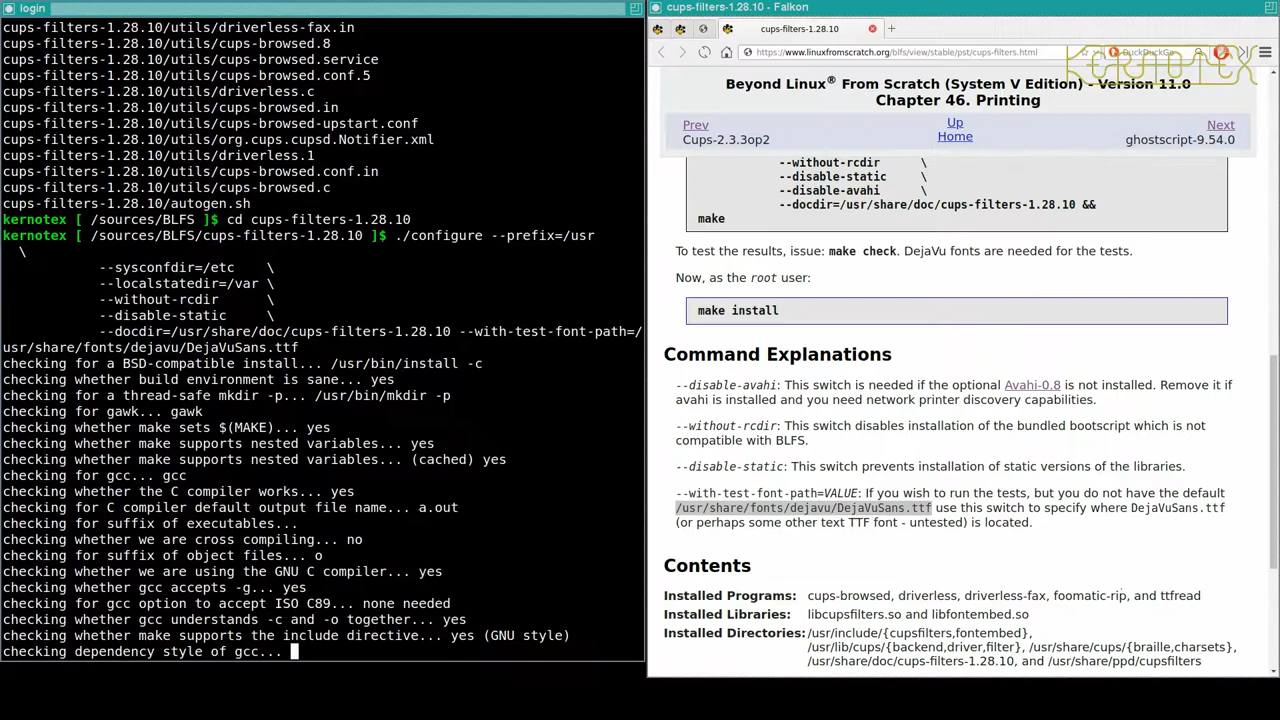 login
cups-filters-1.28.10/utils/driverless-fax.in
cups-filters-1.28.10/utils/cups-browsed.8
cups-filters-1.28.10/utils/cups-browsed.service
cups-filters-1.28.10/utils/cups-browsed.conf.5
cups-filters-1.28.10/utils/driverless.c
cups-filters-1.28.10/utils/cups-browsed.in
cups-filters-1.28.10/utils/cups-browsed-upstart.conf
cups-filters-1.28.10/utils/org.cups.cupsd.Notifier.xml
cups-filters-1.28.10/utils/driverless.1
cups-filters-1.28.10/utils/cups-browsed.conf.in
cups-filters-1.28.10/utils/cups-browsed.c
cups-filters-1.28.10/autogen.sh
kernotex [ /sources/BLFS ]$ cd cups-filters-1.28.10
kernotex [ /sources/BLFS/cups-filters-1.28.10 ]$ ./configure --prefix=/usr
\
--sysconfdir=/etc \
--localstatedir=/var \
--without-rcdir \
--disable-static \
--docdir=/usr/share/doc/cups-filters-1.28.10 --with-test-font-path=/
usr/share/fonts/dejavu/DejaVuSans.ttf
checking for a BSD-compatible install... /usr/bin/install -c
checking whether build environment is sane... yes
checking for a thread-safe mkdir -p... /usr/bin/mkdir -p
checking for gawk... gawk
checking whether make sets $(MAKE)... yes
checking whether make supports nested variables... yes
checking whether make supports nested variables... (cached) yes
checking for gcc... gcc
checking whether the C compiler works... yes
checking for C compiler default output file name... a.out
checking for suffix of executables...
checking whether we are cross compiling... no
checking for suffix of object files... o
checking whether we are using the GNU C compiler... yes
checking whether gcc accepts -g... yes
checking for gcc option to accept ISO C89... none needed
checking whether gcc understands -c and -o together... yes
checking whether make supports the include directive... yes (GNU style)
checking dependency style of gcc...
cups-filters-1.28.10 - Falkon
cups-filters-1.28.10
https://www.linuxfromscratch.org/blfs/view/stable/pst/cups-filters.html
DuckDuckGo
KERNOTEX
Beyond Linux® From Scratch (System V Edition) - Version 11.0
Chapter 46. Printing
Prev
Up
Next
Cups-2.3.3op2
Home
ghostscript-9.54.0
--without-rcdir \
--disable-static \
--disable-avahi \
--docdir=/usr/share/doc/cups-filters-1.28.10 &&
make
To test the results, issue: make check. DejaVu fonts are needed for the tests.
Now, as the root user:
make install
Command Explanations
--disable-avahi: This switch is needed if the optional Avahi-0.8 is not installed. Remove it if
avahi is installed and you need network printer discovery capabilities.
--without-rcdir: This switch disables installation of the bundled bootscript which is not
compatible with BLFS.
--disable-static: This switch prevents installation of static versions of the libraries.
--with-test-font-path=VALUE: If you wish to run the tests, but you do not have the default
/usr/share/fonts/dejavu/DejaVuSans.ttf use this switch to specify where DejaVuSans.ttf
(or perhaps some other text TTF font - untested) is located.
Contents
Installed Programs: cups-browsed, driverless, driverless-fax, foomatic-rip, and ttfread
Installed Libraries: libcupsfilters.so and libfontembed.so
Installed Directories: /usr/include/{cupsfilters,fontembed},
/usr/lib/cups/{backend,driver,filter}, /usr/share/cups/{braille,charsets},
/usr/share/doc/cups-filters-1.28.10, and /usr/share/ppd/cupsfilters